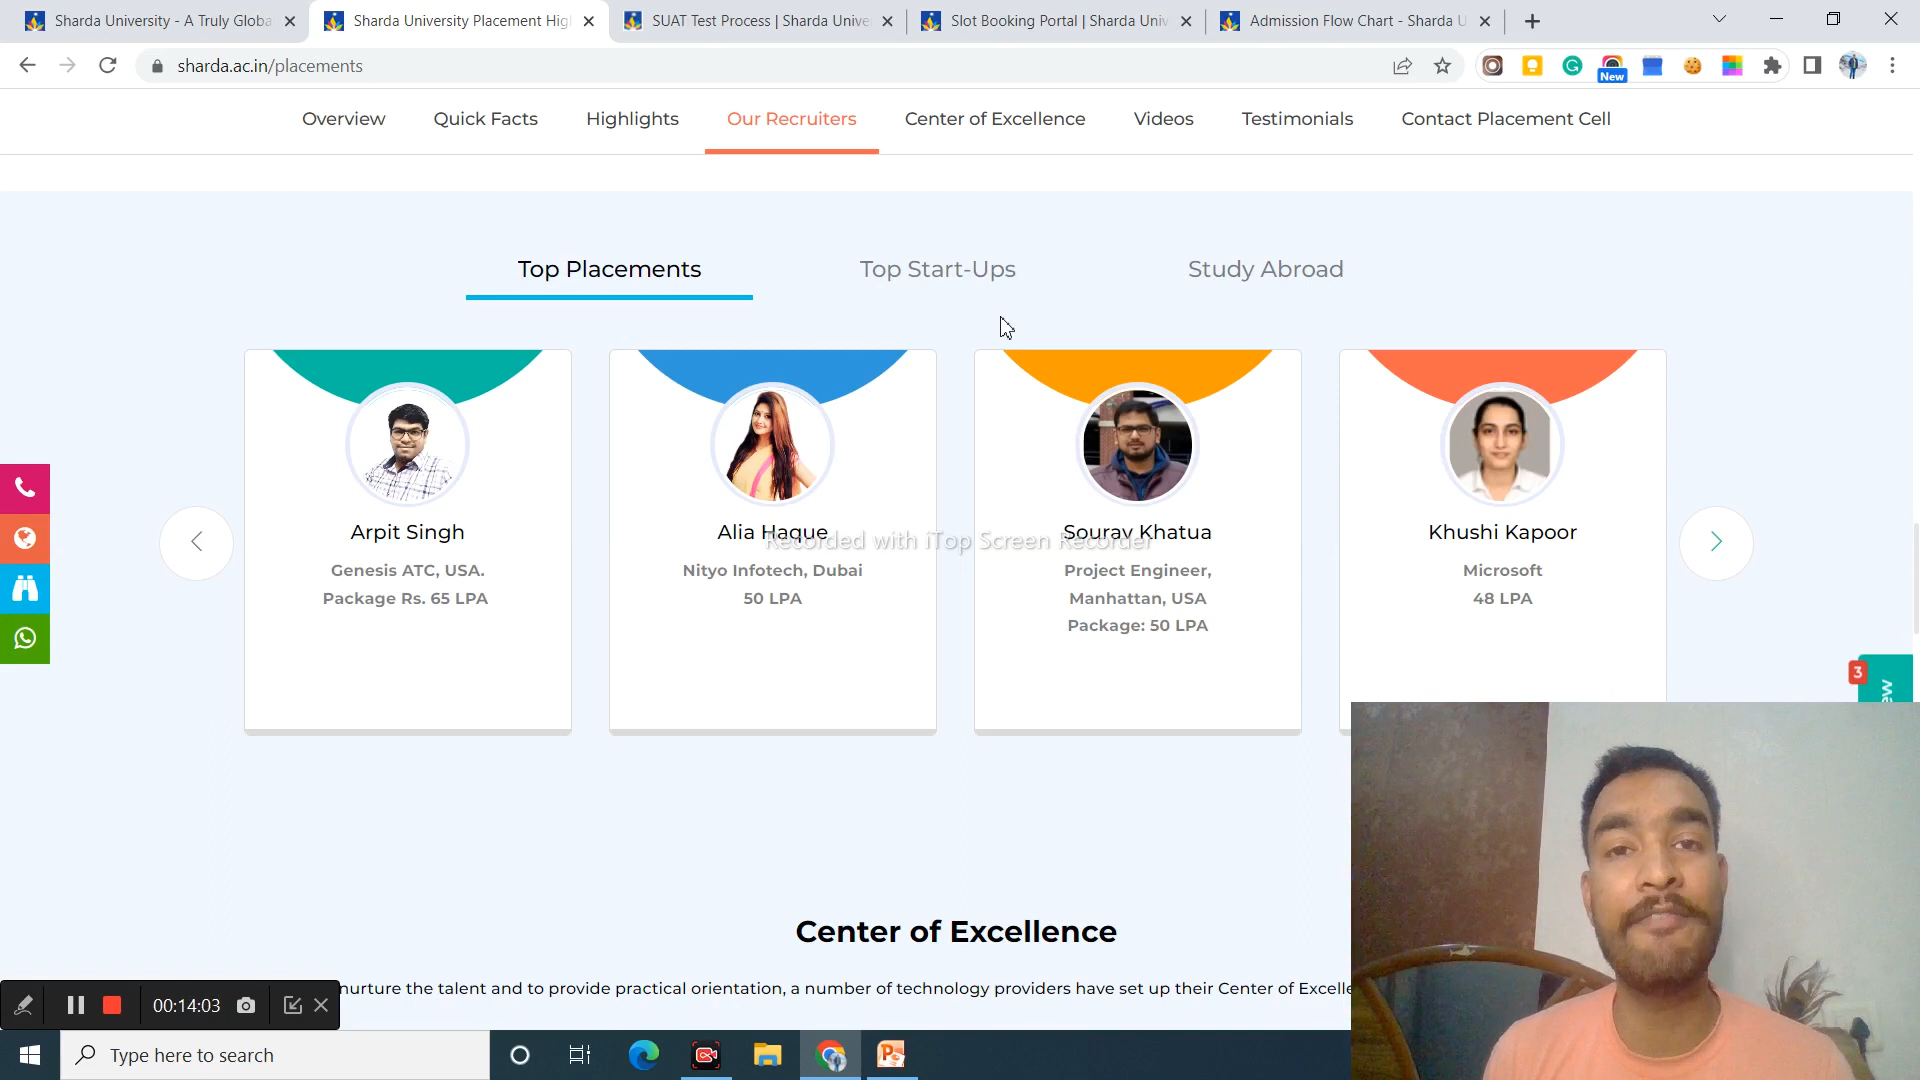 Sharda University - A Truly Globa
Sharda University Placement Hig
SUAT Test Process | Sharda Unive
Slot Booking Portal | Sharda Univ
Admission Flow Chart - Sharda U
sharda.ac.in/placements
New
Overview
Quick Facts
Highlights
Our Recruiters
Center of Excellence
Videos
Testimonials
Contact Placement Cell
Top Placements
Top Start-Ups
Study Abroad
Arpit Singh
Genesis ATC, USA.
Package Rs. 65 LPA
Alia Haque
Nityo Infotech, Dubai
50 LPA
Sourav Khatua
Project Engineer,
Manhattan, USA
Package: 50 LPA
Khushi Kapoor
Microsoft
48 LPA
Recorded with iTop Screen Recorder
3
ew
Center of Excellence
nurture the talent and to provide practical orientation, a number of technology providers have set up their Center of Excelle
00:14:03
Type here to search